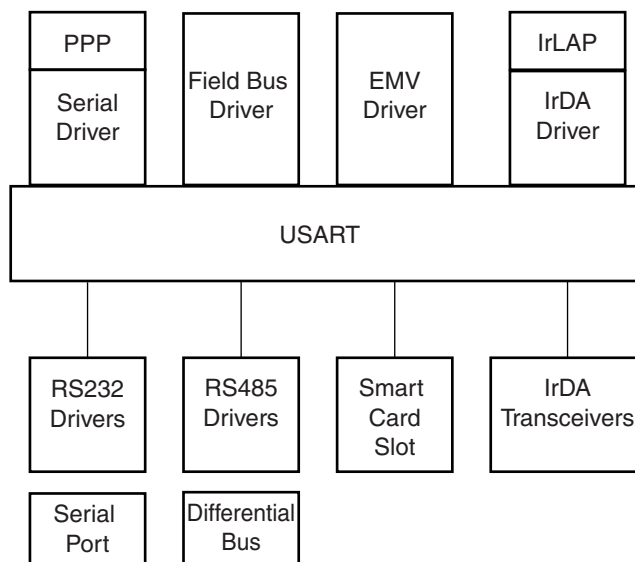 PPP
Serial
Driver
Field Bus
Driver
EMV
Driver
IrLAP
IrDA
Driver
USART
RS232
Drivers
RS485
Drivers
Smart
Card
Slot
IrDA
Transceivers
Serial
Port
Differential
Bus